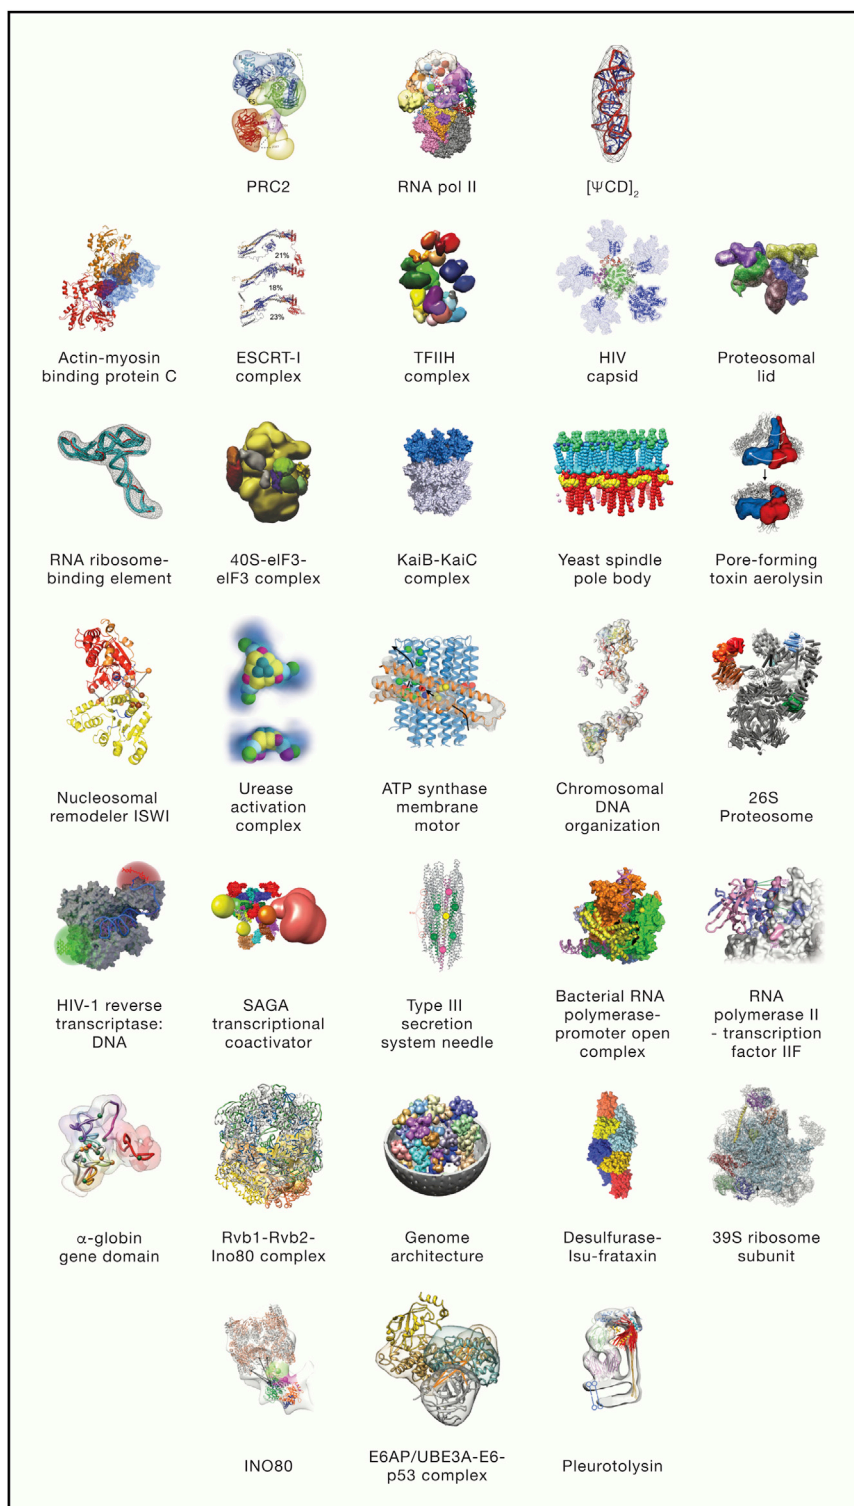 PRC2
RNA pol II
[ΨCD]₂
21%
18%
23%
Actin-myosin
binding protein C
ESCRT-I
complex
TFIIH
complex
HIV
capsid
Proteosomal
lid
RNA ribosome-
binding element
40S-eIF3-
eIF3 complex
KaiB-KaiC
complex
Yeast spindle
pole body
Pore-forming
toxin aerolysin
Nucleosomal
remodeler ISWI
Urease
activation
complex
ATP synthase
membrane
motor
Chromosomal
DNA
organization
26S
Proteosome
HIV-1 reverse
transcriptase:
DNA
SAGA
transcriptional
coactivator
Type III
secretion
system needle
Bacterial RNA
polymerase-
promoter open
complex
RNA
polymerase II
- transcription
factor IIF
α-globin
gene domain
Rvb1-Rvb2-
Ino80 complex
Genome
architecture
Desulfurase-
Isu-frataxin
39S ribosome
subunit
INO80
E6AP/UBE3A-E6-
p53 complex
Pleurotolysin